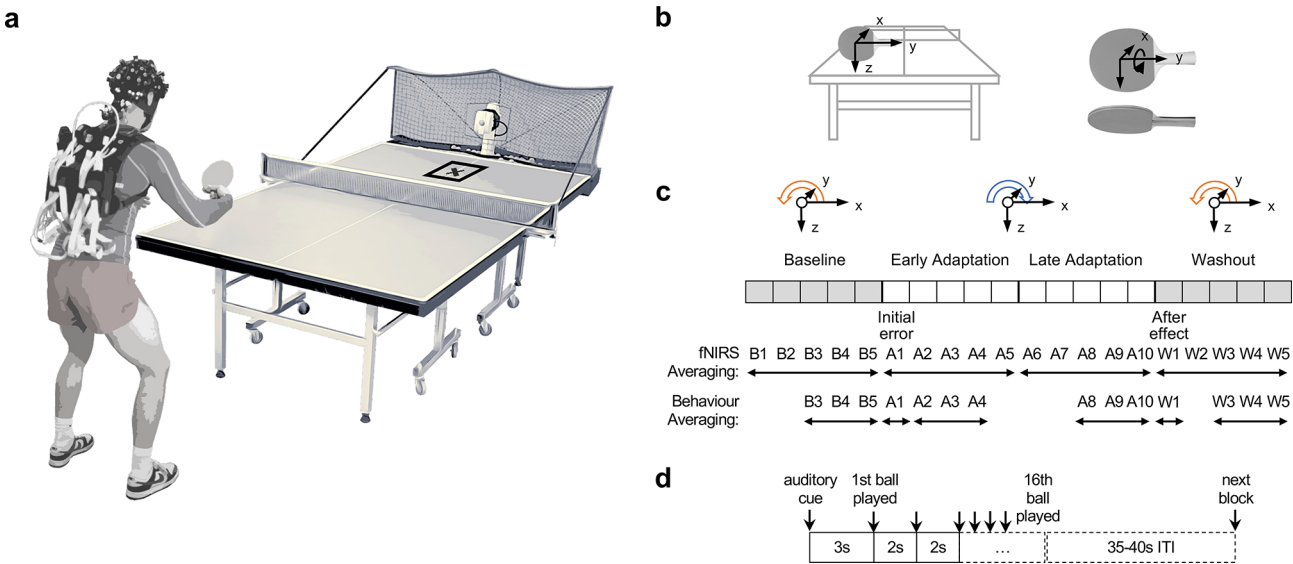 a
b
x
y
z
x
y
c
y
x
z
y
x
z
y
x
z
Baseline
Early Adaptation
Late Adaptation
Washout
Initial
error
After
effect
fNIRS
Averaging:
B1 B2 B3 B4 B5 A1 A2 A3 A4 A5 A6 A7 A8 A9 A10 W1 W2 W3 W4 W5
Behaviour
Averaging:
B3 B4 B5 A1 A2 A3 A4 A8 A9 A10 W1 W3 W4 W5
d
auditory
cue
1st ball
played
16th
ball
played
next
block
3s
2s
2s
...
35-40s ITI